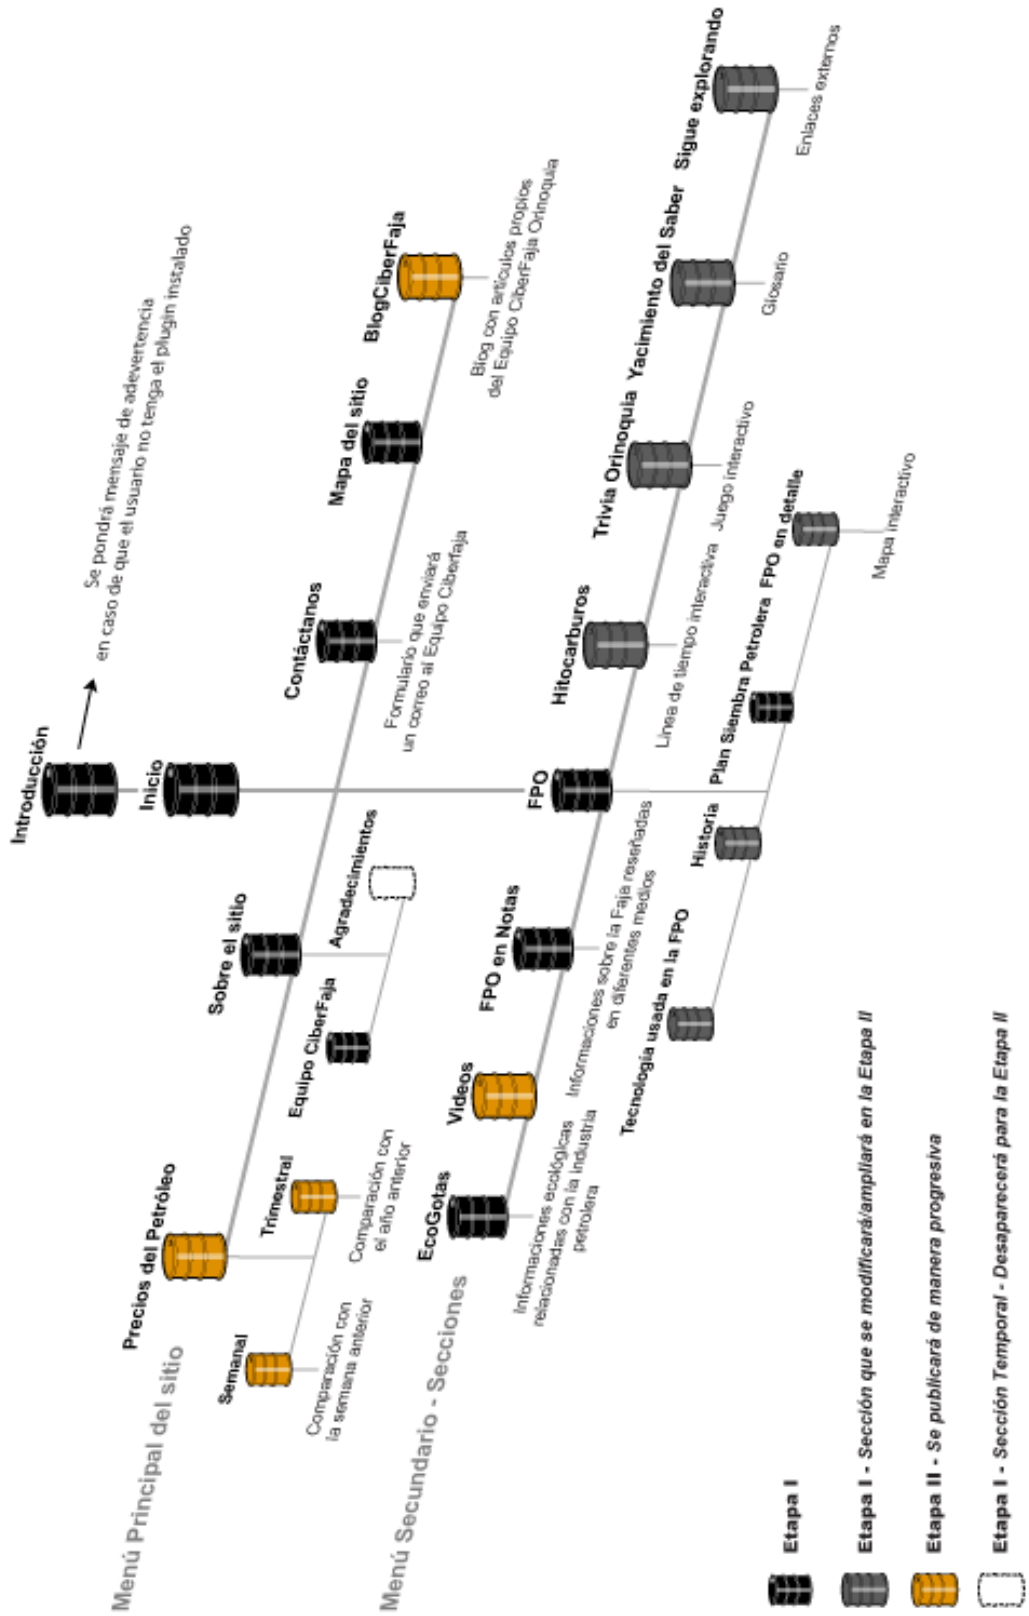 Introducción
Se pondrá mensaje de adevertencia
en caso de que el usuario no tenga el plugin instalado
Inicio
Menú Principal del sitio
Precios del Petróleo
Semanal
Comparación con
la semana anterior
Trimestral
Comparación con
el año anterior
Sobre el sitio
Equipo CiberFaja
Agradecimientos
Contáctanos
Formulario que enviará
un correo al Equipo Ciberfaja
Mapa del sitio
BlogCiberFaja
Blog con artículos propios
del Equipo CiberFaja Orinoquia
Menú Secundario - Secciones
EcoGotas
Informaciones ecológicas
relacionadas con la industria
petrolera
Videos
FPO en Notas
Informaciones sobre la Faja reseñadas
en diferentes medios
FPO
Tecnología usada en la FPO
Historia
Plan Siembra Petrolera
FPO en detalle
Mapa interactivo
Hitocarburos
Línea de tiempo interactiva
Trivia Orinoquia
Juego interactivo
Yacimiento del Saber
Glosario
Sigue explorando
Enlaces externos
Etapa I
Etapa I - Sección que se modificará/ampliará en la Etapa II
Etapa II - Se publicará de manera progresiva
Etapa I - Sección Temporal - Desaparecerá para la Etapa II